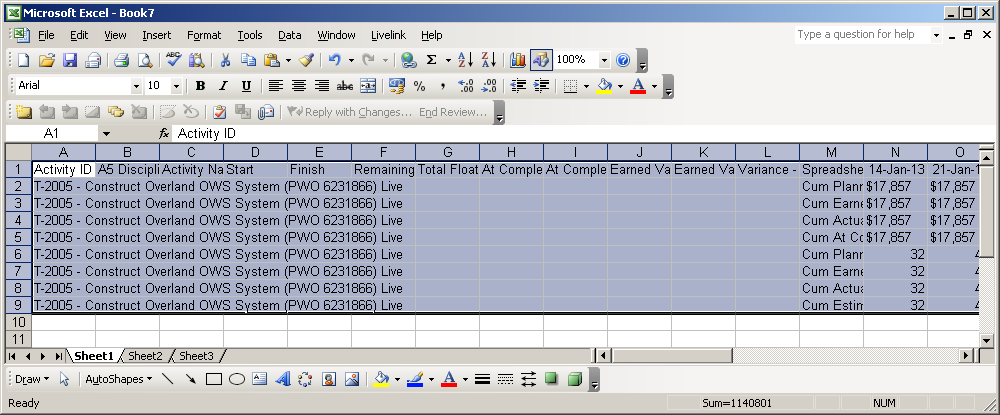 Microsoft Excel - Book7
File Edit View Insert Format Tools Data Window Livelink Help Type a question for help
100%
Arial 10 B I U abc
Reply with Changes... End Review...
A1 fx Activity ID
A B C D E F G H I J K L M N O
1 Activity ID A5 Discipli Activity Na Start Finish Remaining Total Float At Comple At Comple Earned Va Earned Va Variance - Spreadshe 14-Jan-13 21-Jan-1
2 T-2005 - Construct Overland OWS System (PWO 6231866) Live Cum Plann $17,857 $17,857
3 T-2005 - Construct Overland OWS System (PWO 6231866) Live Cum Earne $17,857 $17,857
4 T-2005 - Construct Overland OWS System (PWO 6231866) Live Cum Actua $17,857 $17,857
5 T-2005 - Construct Overland OWS System (PWO 6231866) Live Cum At Co $17,857 $17,857
6 T-2005 - Construct Overland OWS System (PWO 6231866) Live Cum Plann 32 4
7 T-2005 - Construct Overland OWS System (PWO 6231866) Live Cum Earne 32 4
8 T-2005 - Construct Overland OWS System (PWO 6231866) Live Cum Actua 32 4
9 T-2005 - Construct Overland OWS System (PWO 6231866) Live Cum Estim 32 4
10
11
Sheet1 Sheet2 Sheet3
Draw AutoShapes
Ready Sum=1140801 NUM